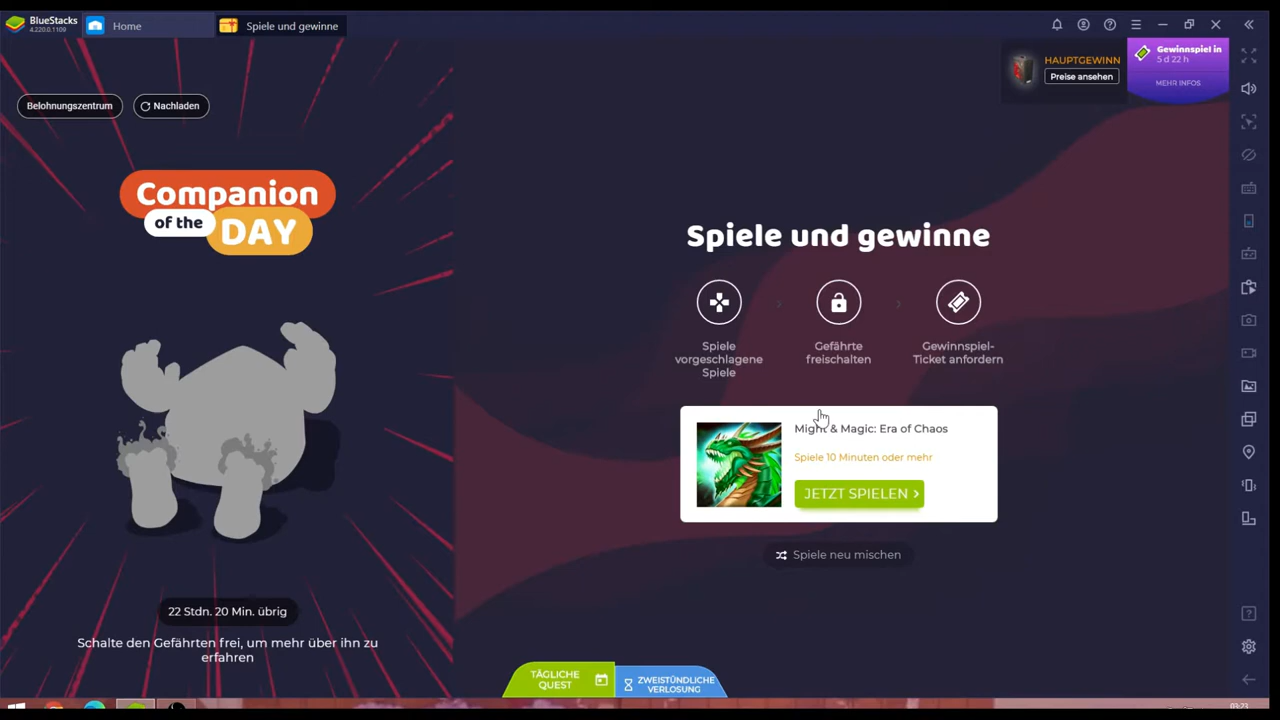 BlueStacks
4.220.0.1109
Home
Spiele und gewinne
HAUPTGEWINN
Preise ansehen
Gewinnspiel in
5 d 22 h
MEHR INFOS
Belohnungszentrum
Nachladen
Companion
of the
DAY
Spiele und gewinne
Spiele
vorgeschlagene
Spiele
Gefährte
freischalten
Gewinnspiel-
Ticket anfordern
Might & Magic: Era of Chaos
Spiele 10 Minuten oder mehr
JETZT SPIELEN
Spiele neu mischen
22 Stdn. 20 Min. übrig
Schalte den Gefährten frei, um mehr über ihn zu
erfahren
TÄGLICHE
QUEST
ZWEISTÜNDLICHE
VERLOSUNG
03:23